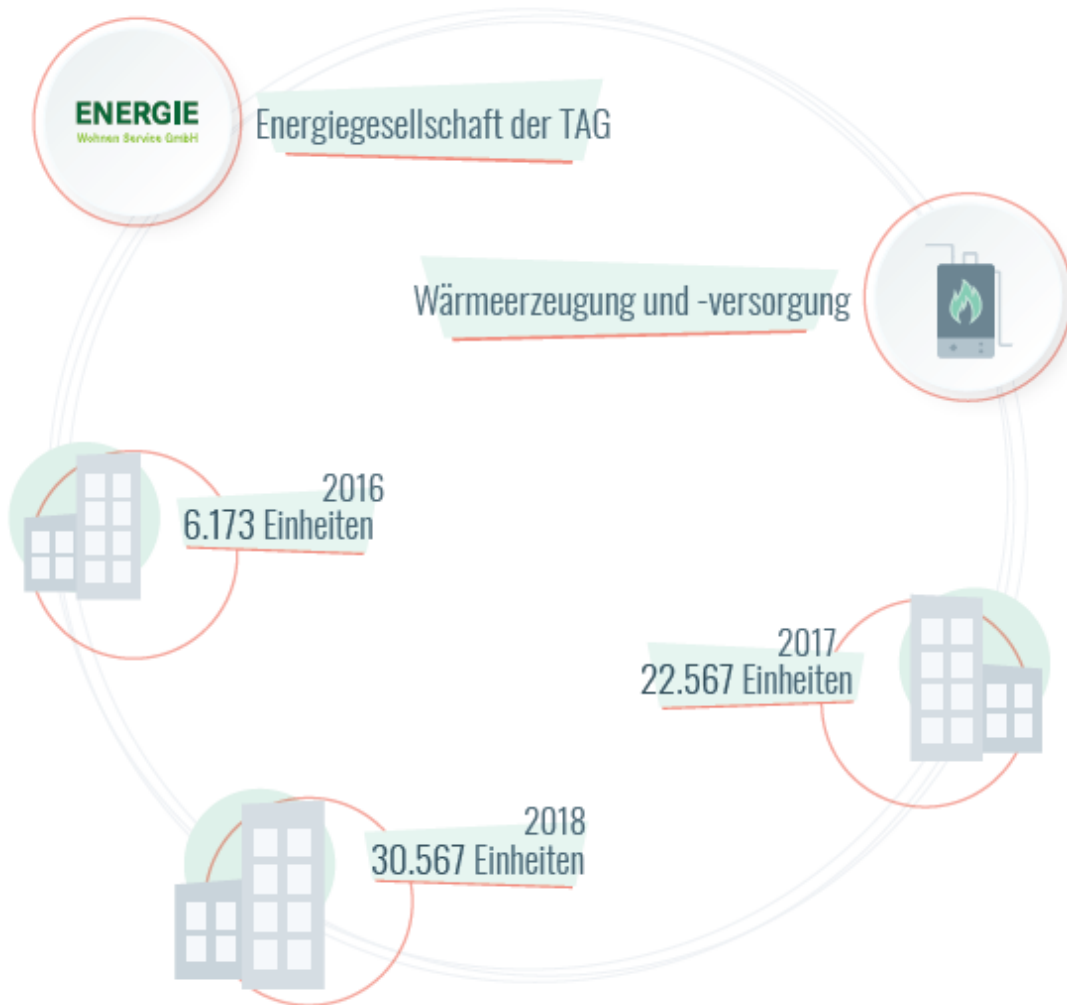 ENERGIE
Wohnen Service GmbH
Energiegesellschaft der TAG
Wärmeerzeugung und -versorgung
2016
6.173 Einheiten
2017
22.567 Einheiten
2018
30.567 Einheiten